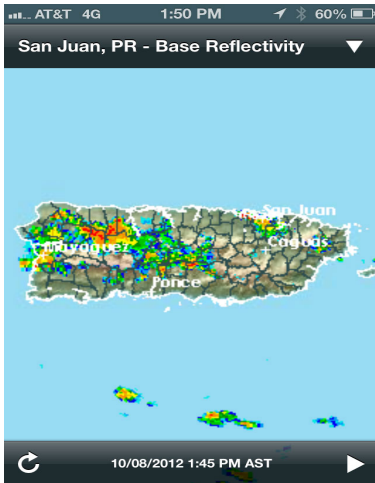 AT&T 4G 1:50 PM 60%
San Juan, PR - Base Reflectivity
San Juan
Mayaguez
Caguas
Ponce
10/08/2012 1:45 PM AST